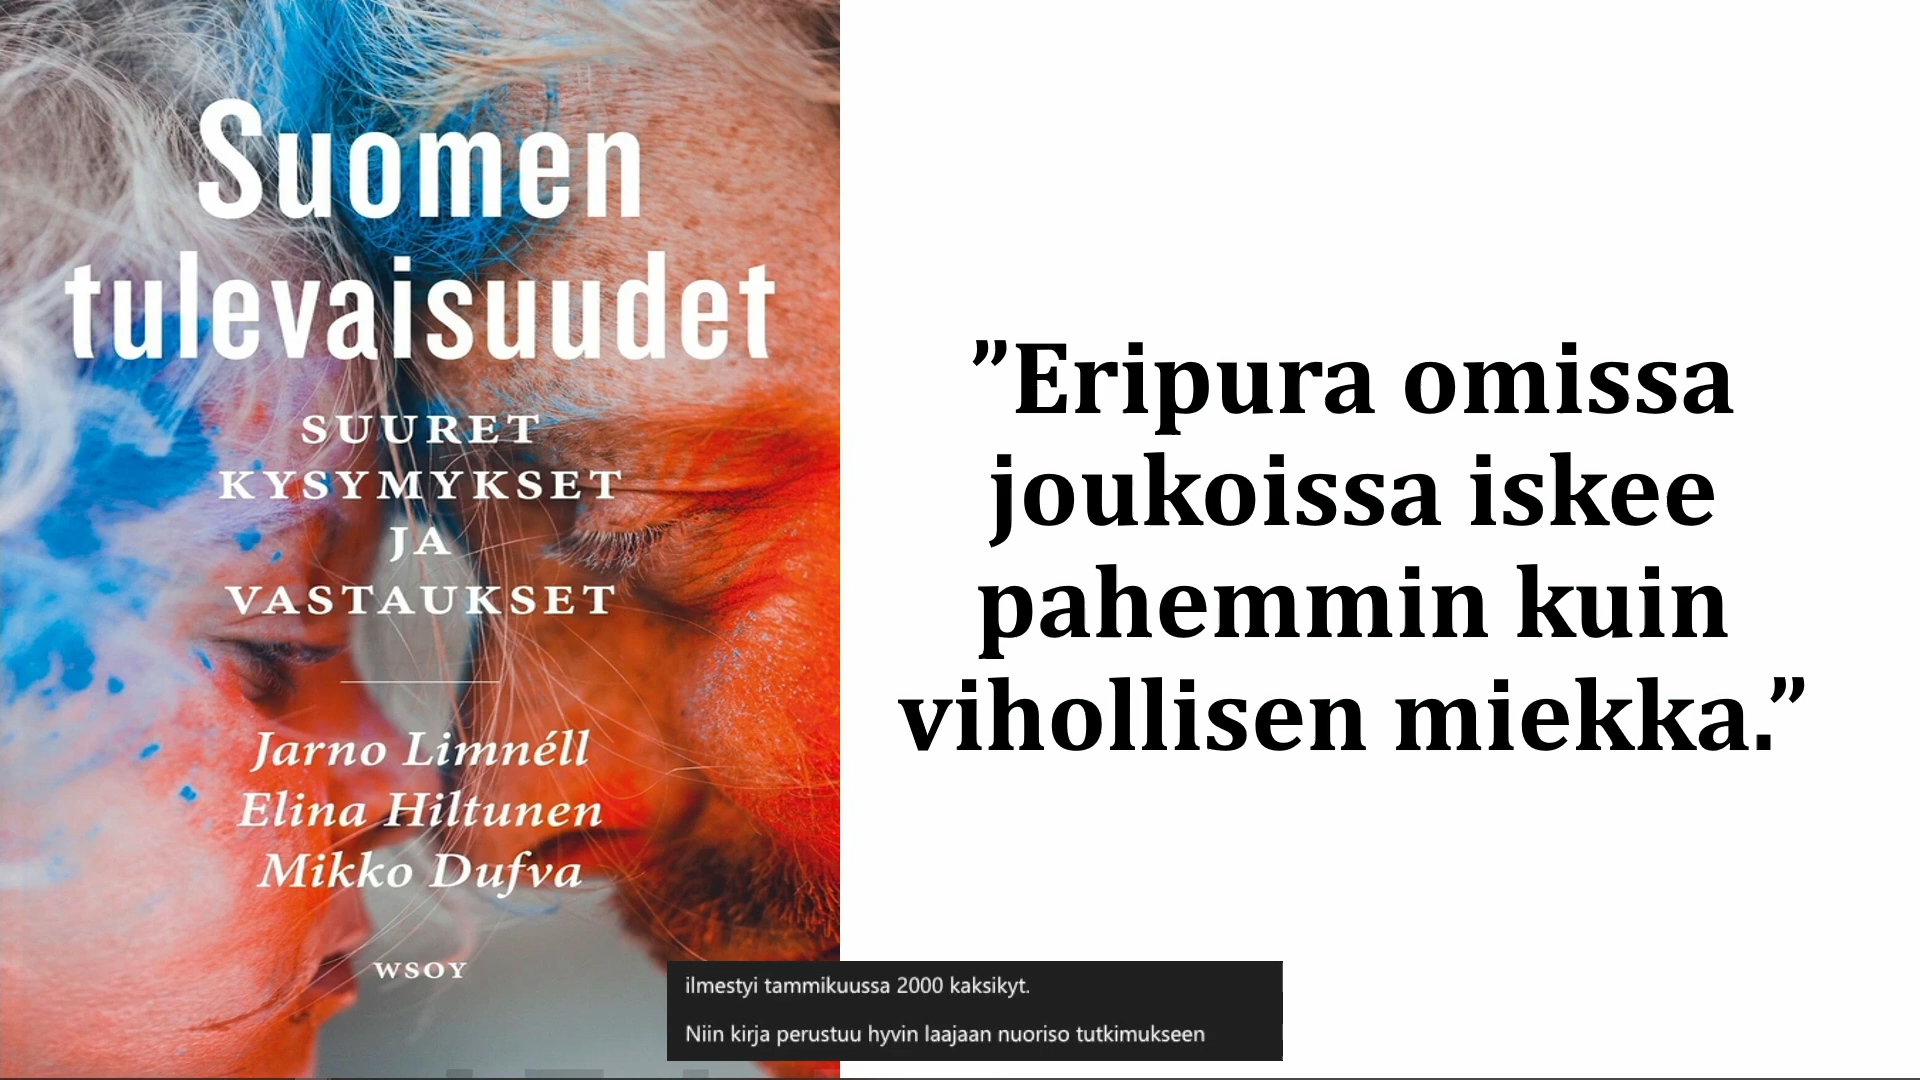 Suomen
tulevaisuudet
SUURET
KYSYMYKSET
JA
VASTAUKSET
Jarno Limnéll
Elina Hiltunen
Mikko Dufva
WSOY
”Eripura omissa
joukoissa iskee
pahemmin kuin
vihollisen miekka.”
ilmestyi tammikuussa 2000 kaksikyt.
Niin kirja perustuu hyvin laajaan nuoriso tutkimukseen